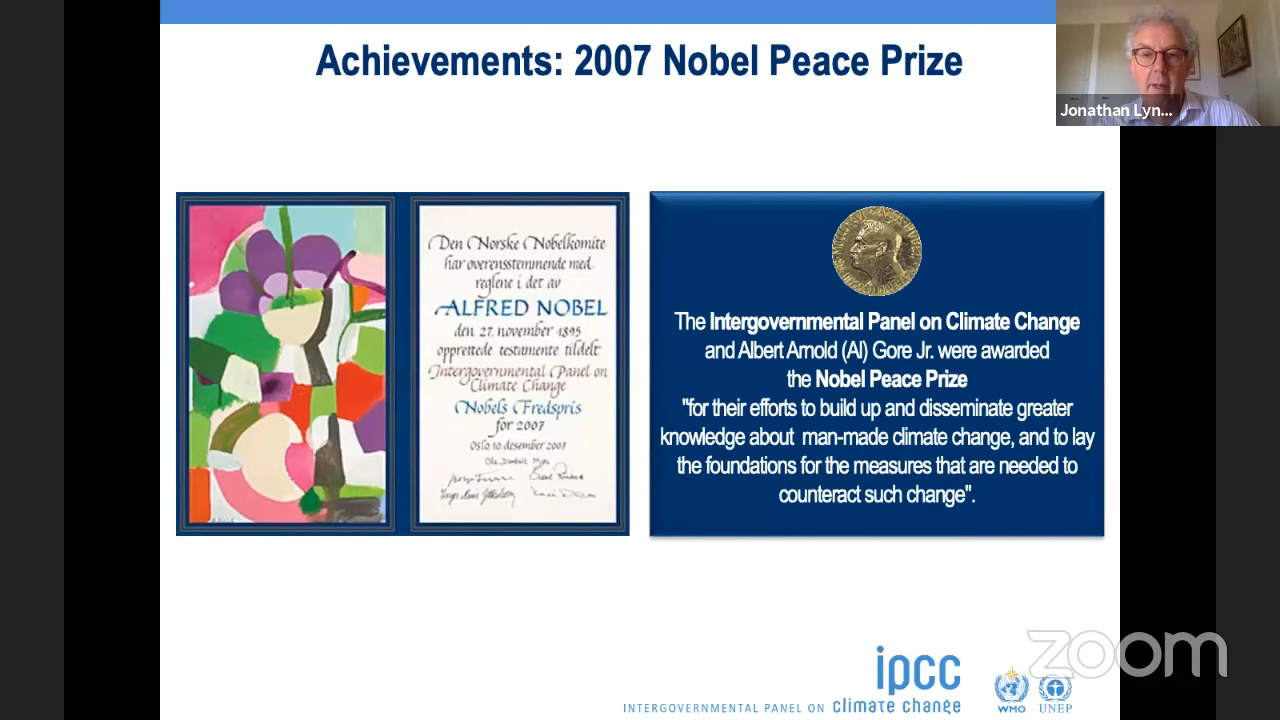 Achievements: 2007 Nobel Peace Prize
Jonathan Lyn...
Den Norske Nobelkomite
har overensstemmende med
reglene i det av
ALFRED NOBEL
den 27. november 1895
opprettede testamente tildelt
Intergovernmental Panel on
Climate Change
Nobels Fredspris
for 2007
Oslo, 10. desember 2007
The Intergovernmental Panel on Climate Change
and Albert Arnold (Al) Gore Jr. were awarded
the Nobel Peace Prize
"for their efforts to build up and disseminate greater
knowledge about man-made climate change, and to lay
the foundations for the measures that are needed to
counteract such change".
zoom
ipcc
INTERGOVERNMENTAL PANEL ON climate change
WMO
UNEP